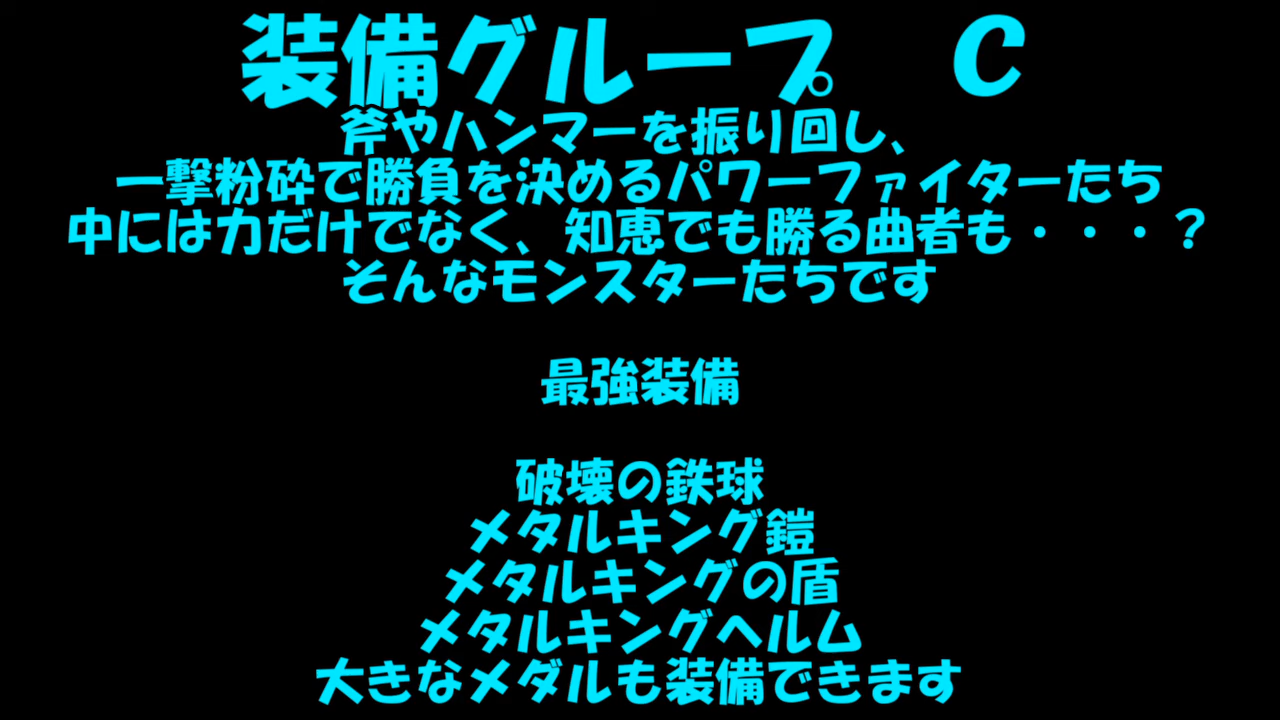 装備グループ　C
斧やハンマーを振り回し、
一撃粉砕で勝負を決めるパワーファイターたち
中には力だけでなく、知恵でも勝る曲者も・・・？
そんなモンスターたちです
最強装備
破壊の鉄球
メタルキング鎧
メタルキングの盾
メタルキングヘルム
大きなメダルも装備できます